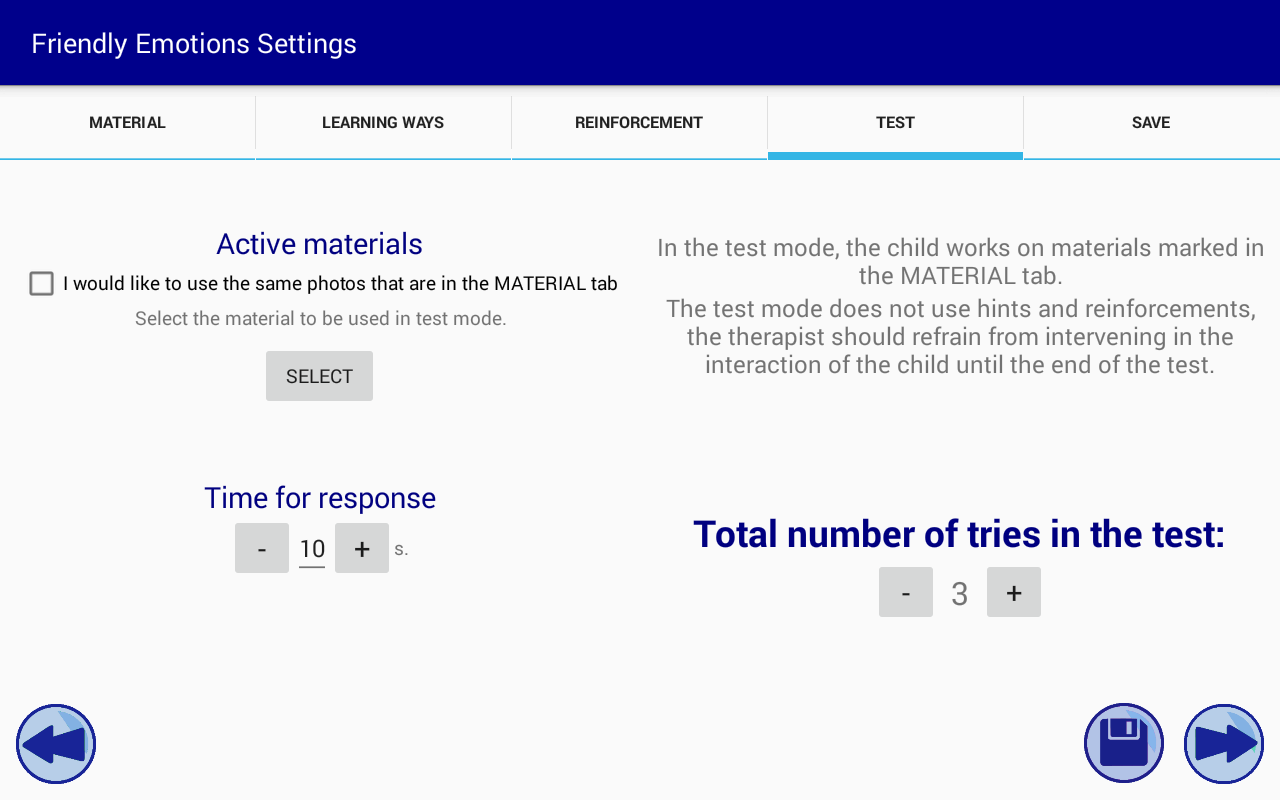 Friendly Emotions Settings
MATERIAL
LEARNING WAYS
REINFORCEMENT
TEST
SAVE
Active materials
I would like to use the same photos that are in the MATERIAL tab
Select the material to be used in test mode.
SELECT
In the test mode, the child works on materials marked in
the MATERIAL tab.
The test mode does not use hints and reinforcements,
the therapist should refrain from intervening in the
interaction of the child until the end of the test.
Time for response
- 10 + s.
Total number of tries in the test:
- 3 +